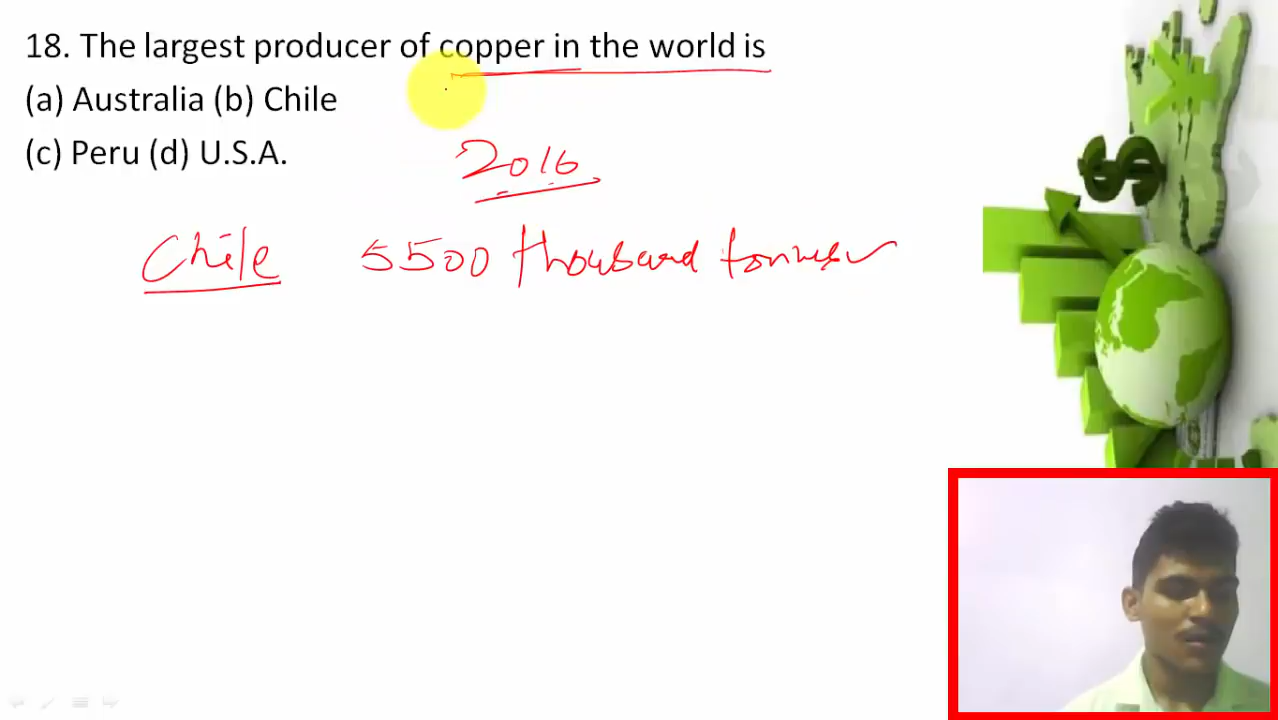 18. The largest producer of copper in the world is
(a) Australia (b) Chile
(c) Peru (d) U.S.A.
2016
Chile 5500 thousand tonnes
$